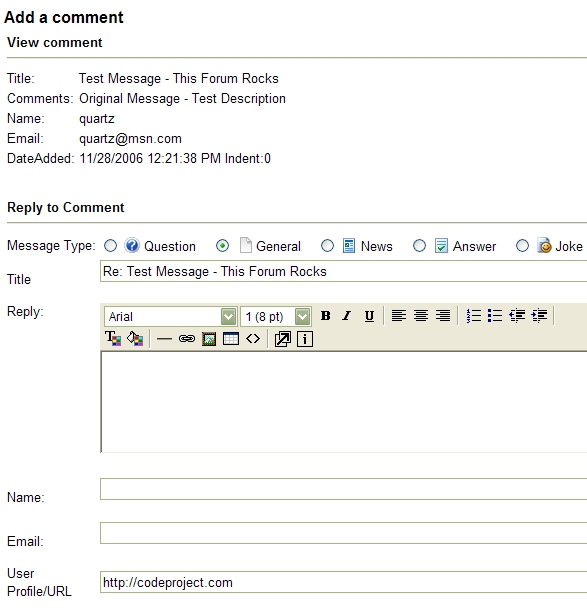 Add a comment
View comment
Title: Test Message - This Forum Rocks
Comments: Original Message - Test Description
Name: quartz
Email: quartz@msn.com
DateAdded: 11/28/2006 12:21:38 PM Indent:0
Reply to Comment
Message Type: Question General News Answer Joke
Title Re: Test Message - This Forum Rocks
Reply: Arial 1 (8 pt) B I U
Name:
Email:
User
Profile/URL http://codeproject.com